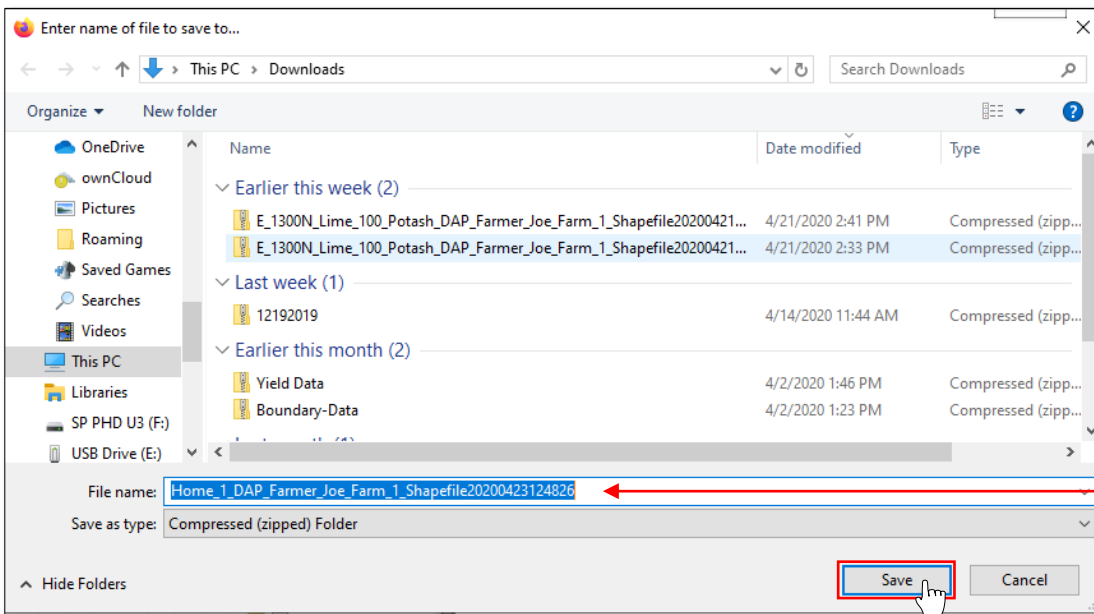 Enter name of file to save to...
This PC > Downloads
Search Downloads
Organize
New folder
?
OneDrive
ownCloud
Pictures
Roaming
Saved Games
Searches
Videos
This PC
Libraries
SP PHD U3 (F:)
USB Drive (E:)
Name Date modified Type
Earlier this week (2)
E_1300N_Lime_100_Potash_DAP_Farmer_Joe_Farm_1_Shapefile20200421... 4/21/2020 2:41 PM Compressed (zipp...
E_1300N_Lime_100_Potash_DAP_Farmer_Joe_Farm_1_Shapefile20200421... 4/21/2020 2:33 PM Compressed (zipp...
Last week (1)
12192019 4/14/2020 11:44 AM Compressed (zipp...
Earlier this month (2)
Yield Data 4/2/2020 1:46 PM Compressed (zipp...
Boundary-Data 4/2/2020 1:23 PM Compressed (zipp...
File name: Home_1_DAP_Farmer_Joe_Farm_1_Shapefile20200423124826
Save as type: Compressed (zipped) Folder
Hide Folders
Save
Cancel